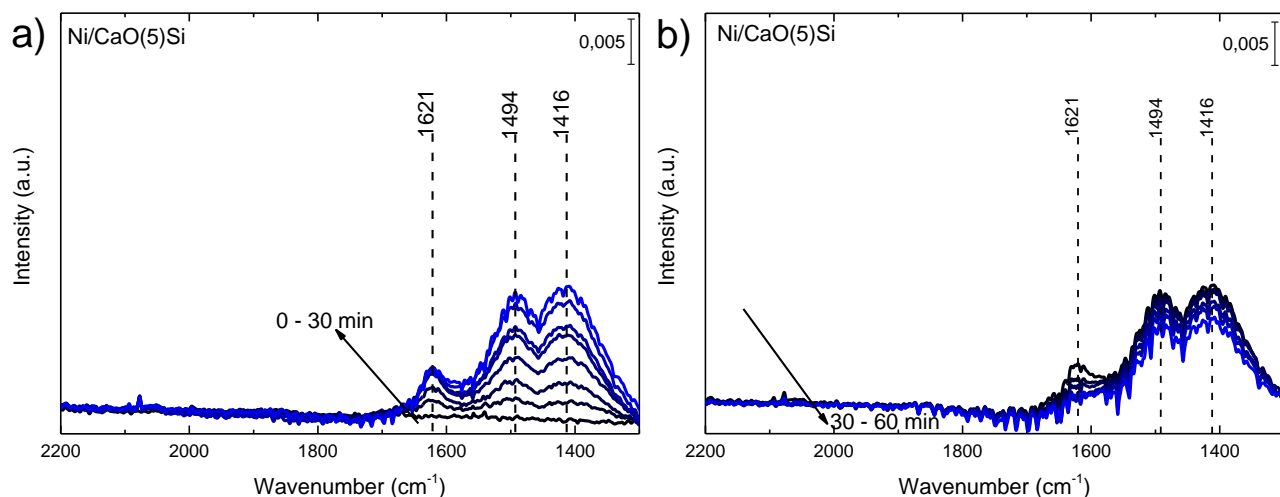 a)
Ni/CaO(5)Si
0,005
1621
1494
1416
0 - 30 min
Intensity (a.u.)
2200
2000
1800
1600
1400
Wavenumber (cm⁻¹)
b)
Ni/CaO(5)Si
0,005
1621
1494
1416
30 - 60 min
Intensity (a.u.)
2200
2000
1800
1600
1400
Wavenumber (cm⁻¹)